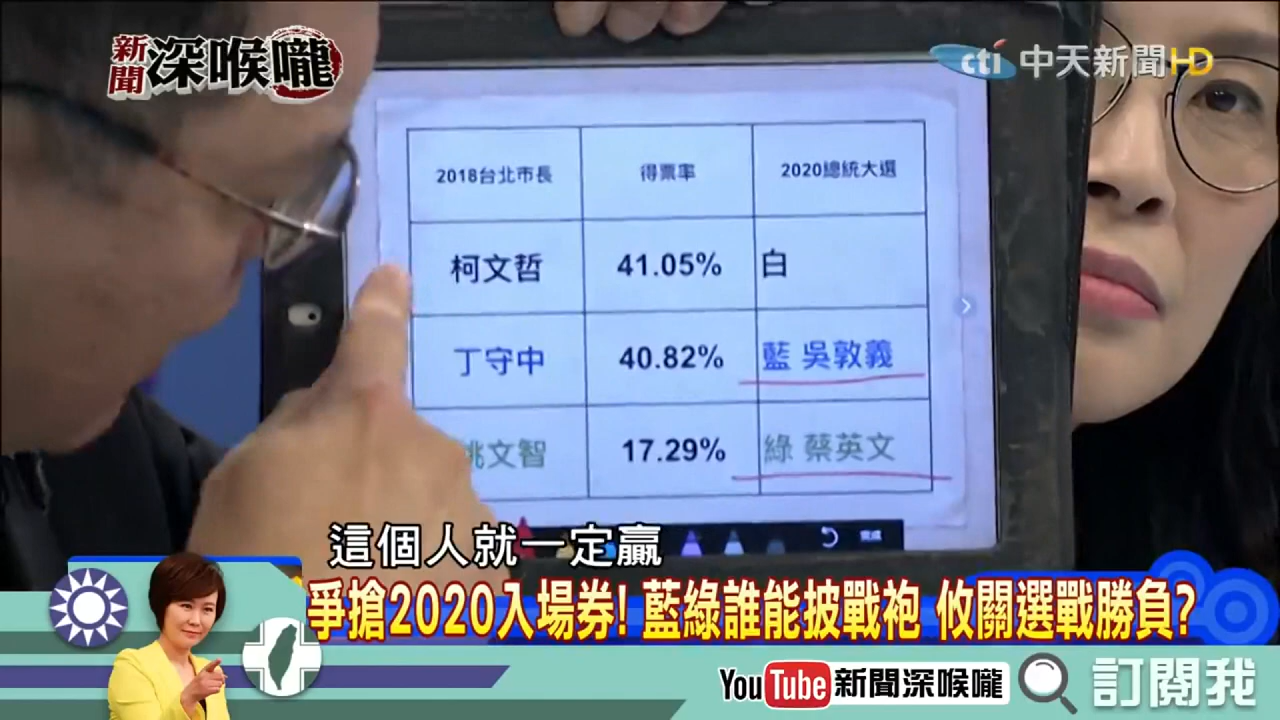 新聞深喉嚨
cti 中天新聞HD
2018台北市長 得票率 2020總統大選
柯文哲 41.05% 白
丁守中 40.82% 藍 吳敦義
姚文智 17.29% 綠 蔡英文
完成
這個人就一定贏
爭搶2020入場券! 藍綠誰能披戰袍 攸關選戰勝負?
YouTube 新聞深喉嚨 訂閱我